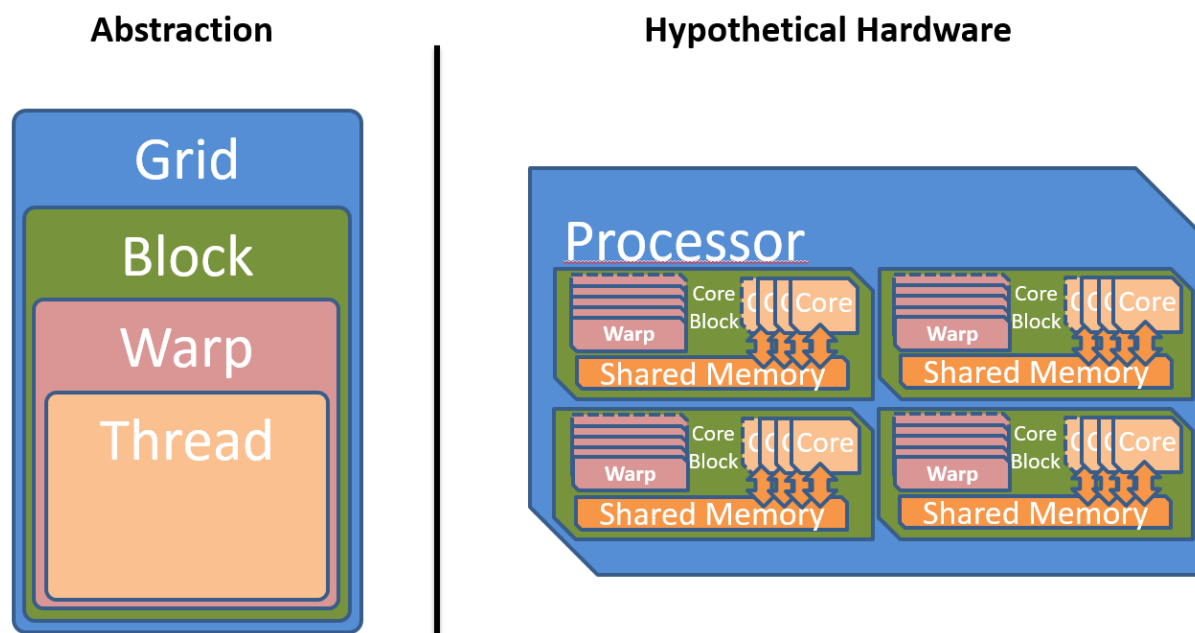 Abstraction
Hypothetical Hardware
Grid
Block
Warp
Thread
Processor
Warp
Core
Block
C
C
C
Core
Shared Memory
Warp
Core
Block
C
C
C
Core
Shared Memory
Warp
Core
Block
C
C
C
Core
Shared Memory
Warp
Core
Block
C
C
C
Core
Shared Memory